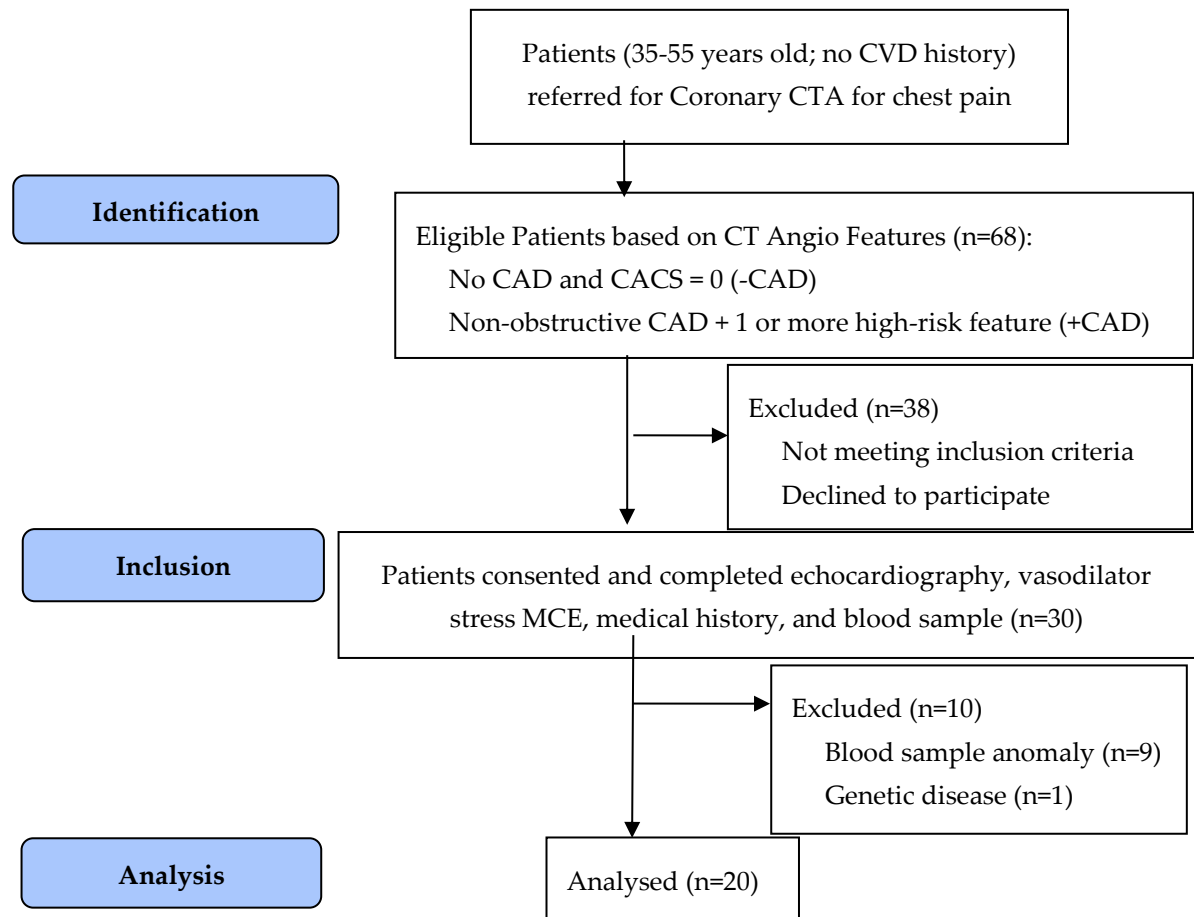 Patients (35-55 years old; no CVD history)
referred for Coronary CTA for chest pain
Identification
Eligible Patients based on CT Angio Features (n=68):
No CAD and CACS = 0 (-CAD)
Non-obstructive CAD + 1 or more high-risk feature (+CAD)
Excluded (n=38)
Not meeting inclusion criteria
Declined to participate
Inclusion
Patients consented and completed echocardiography, vasodilator
stress MCE, medical history, and blood sample (n=30)
Excluded (n=10)
Blood sample anomaly (n=9)
Genetic disease (n=1)
Analysis
Analysed (n=20)